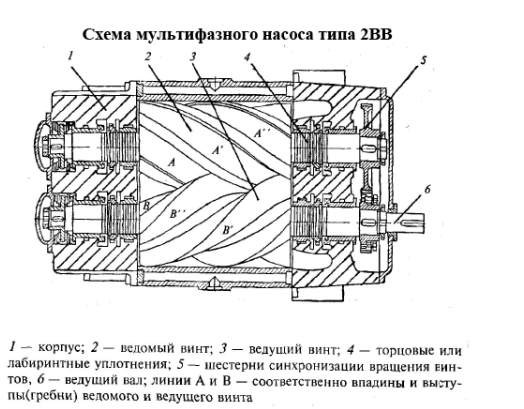 Схема мультифазного насоса типа 2ВВ
1 2 3 4 5
6
A A' A''
B B'' B'
1 — корпус; 2 — ведомый винт; 3 — ведущий винт; 4 — торцовые или
лабиринтные уплотнения; 5 — шестерни синхронизации вращения вин-
тов, 6 — ведущий вал; линии А и В — соответственно впадины и высту-
пы(гребни) ведомого и ведущего винта